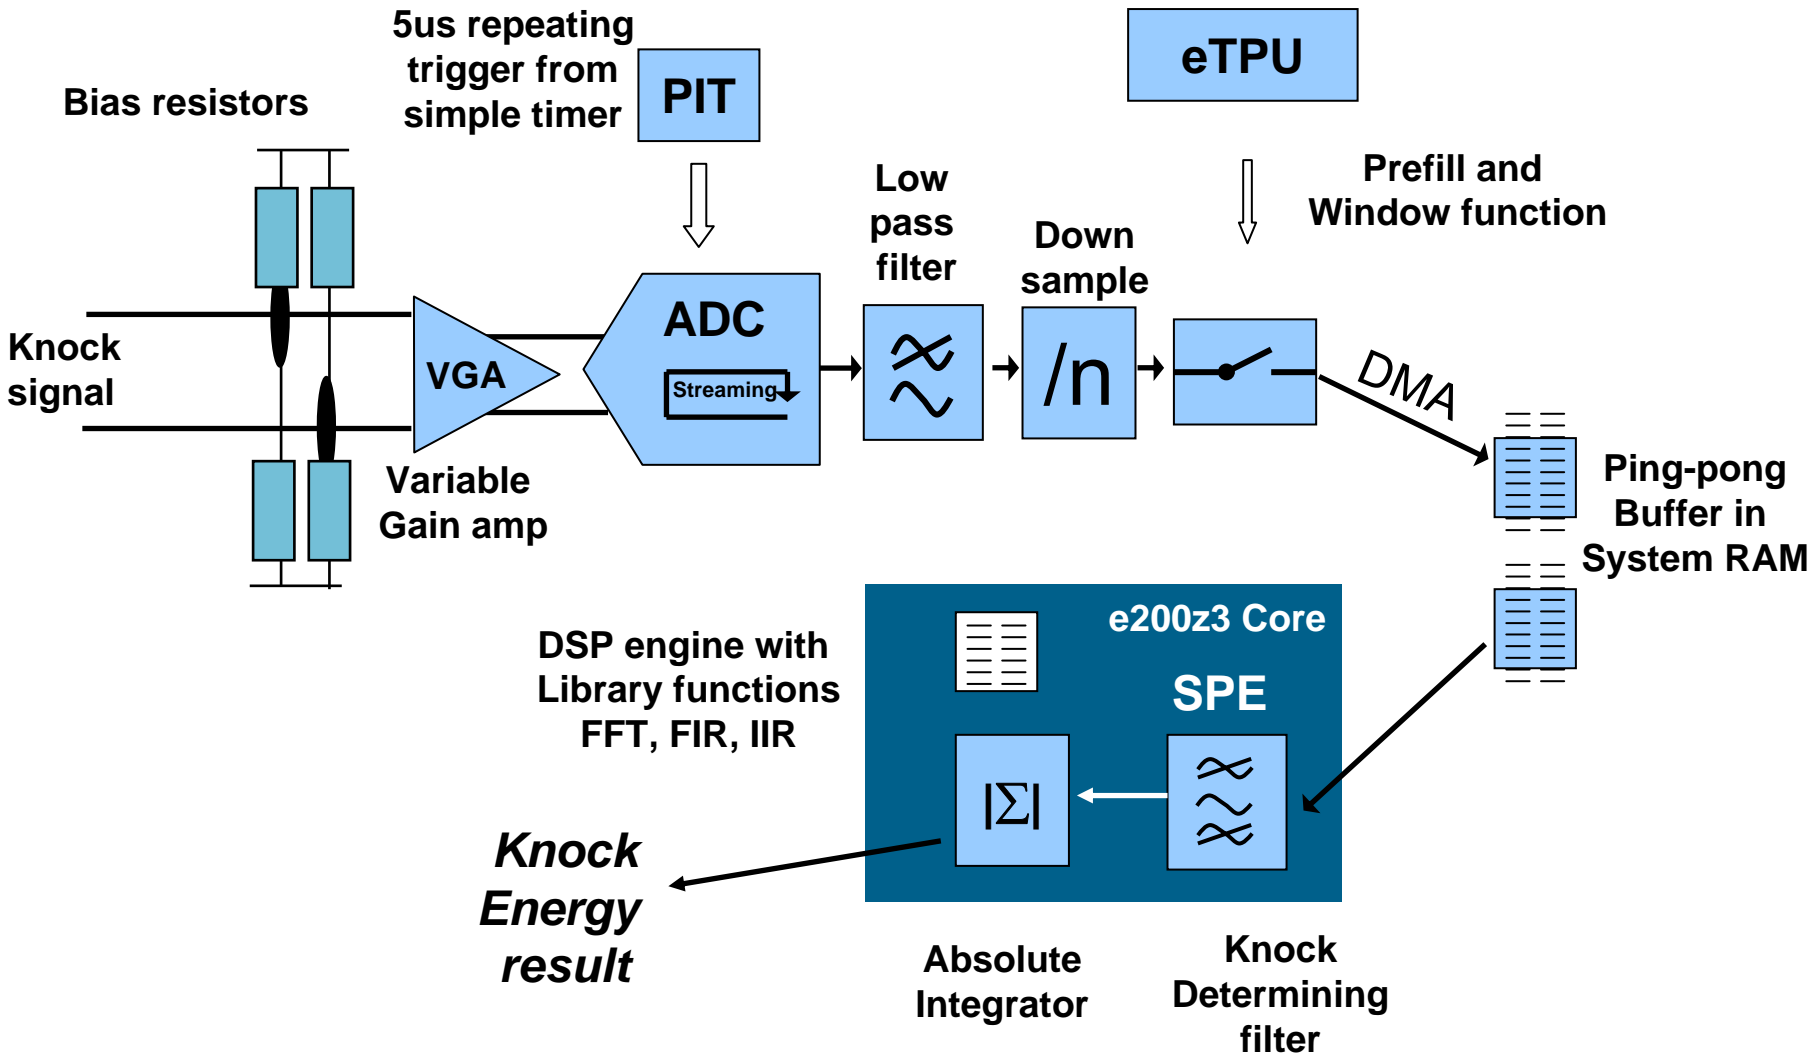 5us repeating
trigger from
simple timer
PIT
eTPU
Bias resistors
Prefill and
Window function
Low
pass
filter
Down
sample
Knock
signal
VGA
ADC
Streaming
/n
DMA
Variable
Gain amp
Ping-pong
Buffer in
System RAM
DSP engine with
Library functions
FFT, FIR, IIR
e200z3 Core
SPE
|Σ|
Knock
Energy
result
Absolute
Integrator
Knock
Determining
filter